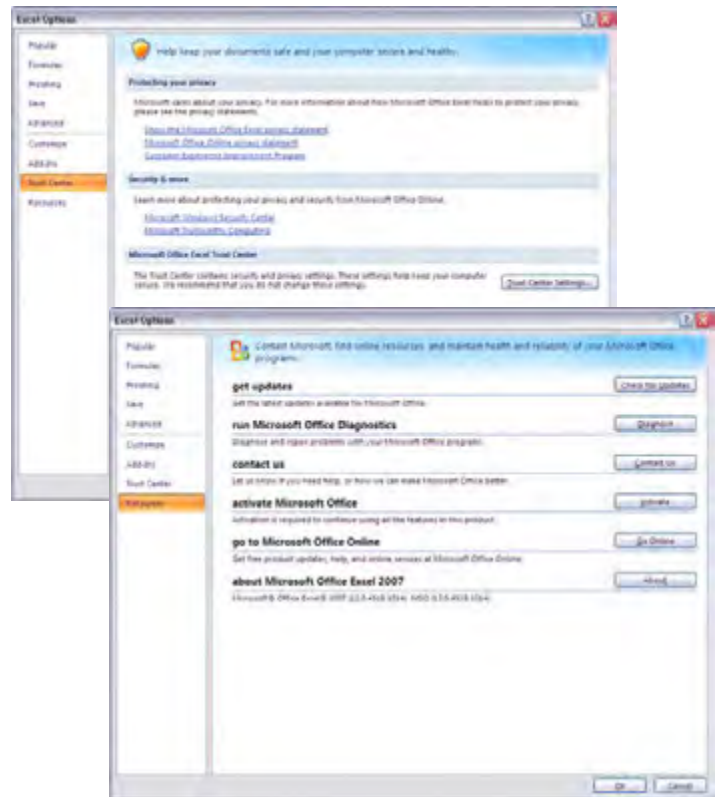 Excel Options
Popular
Formulas
Proofing
Save
Advanced
Customize
Add-Ins
Trust Center
Resources
Help keep your documents safe and your computer secure and healthy.
Protecting your privacy
Microsoft cares about your privacy. For more information about how Microsoft Office Excel helps to protect your privacy,
please see the privacy statements.
Show the Microsoft Office Excel privacy statement
Microsoft Office Online privacy statement
Customer Experience Improvement Program
Security & more
Learn more about protecting your privacy and security from Microsoft Office Online.
Microsoft Windows Security Center
Microsoft Trustworthy Computing
Microsoft Office Excel Trust Center
The Trust Center contains security and privacy settings. These settings help keep your computer
secure. We recommend that you do not change these settings.
Trust Center Settings...
Excel Options
Popular
Formulas
Proofing
Save
Advanced
Customize
Add-Ins
Trust Center
Resources
Contact Microsoft, find online resources, and maintain health and reliability of your Microsoft Office
programs.
get updates
Check for Updates
Get the latest updates available for Microsoft Office.
run Microsoft Office Diagnostics
Diagnose
Diagnose and repair problems with your Microsoft Office programs.
contact us
Contact Us
Let us know if you need help, or how we can make Microsoft Office better.
activate Microsoft Office
Activate
Activation is required to continue using all the features in this product.
go to Microsoft Office Online
Go Online
Get free product updates, help, and online services at Microsoft Office Online.
about Microsoft Office Excel 2007
About
Microsoft® Office Excel® 2007
OK
Cancel